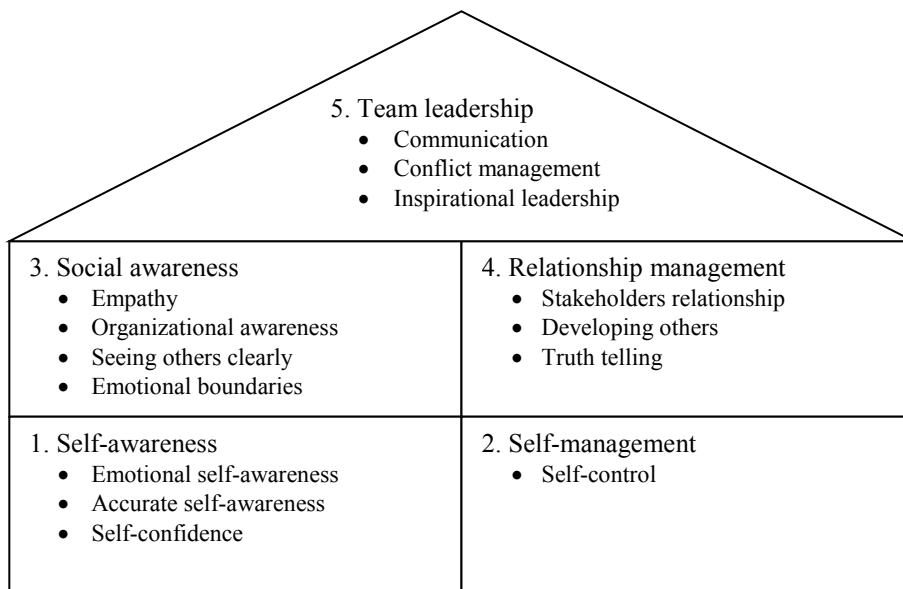 5. Team leadership
• Communication
• Conflict management
• Inspirational leadership
3. Social awareness
• Empathy
• Organizational awareness
• Seeing others clearly
• Emotional boundaries
4. Relationship management
• Stakeholders relationship
• Developing others
• Truth telling
1. Self-awareness
• Emotional self-awareness
• Accurate self-awareness
• Self-confidence
2. Self-management
• Self-control